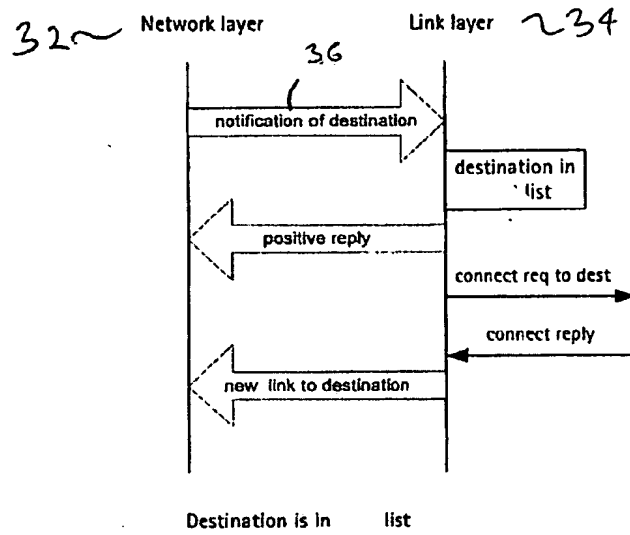 32 Network layer Link layer 34
36
notification of destination
destination in
list
positive reply
connect req to dest
connect reply
new link to destination
Destination is in list